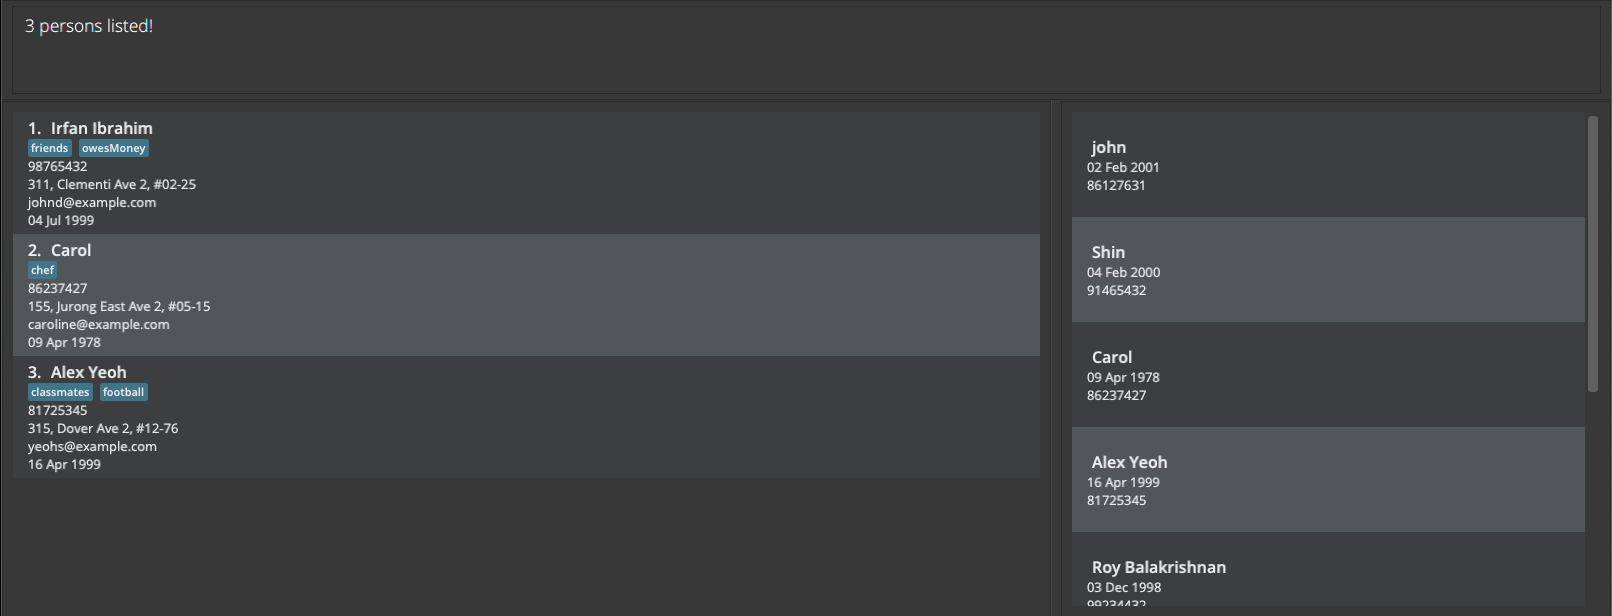 3 persons listed!
1. Irfan Ibrahim
friends owesMoney
98765432
311, Clementi Ave 2, #02-25
johnd@example.com
04 Jul 1999
2. Carol
chef
86237427
155, Jurong East Ave 2, #05-15
caroline@example.com
09 Apr 1978
3. Alex Yeoh
classmates football
81725345
315, Dover Ave 2, #12-76
yeohs@example.com
16 Apr 1999
john
02 Feb 2001
86127631
Shin
04 Feb 2000
91465432
Carol
09 Apr 1978
86237427
Alex Yeoh
16 Apr 1999
81725345
Roy Balakrishnan
03 Dec 1998